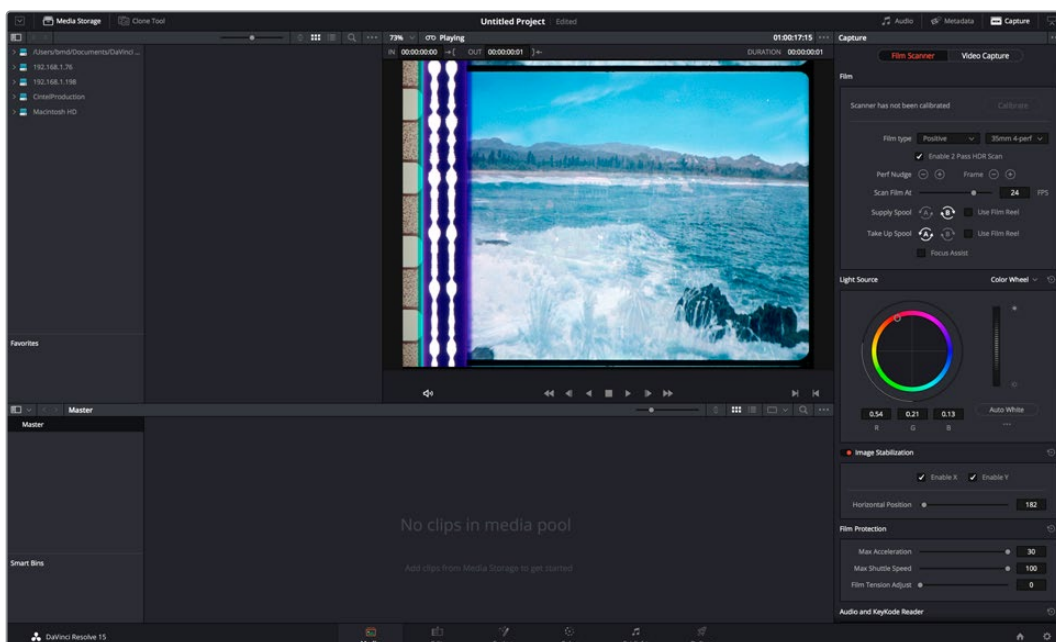 Media Storage Clone Tool Untitled Project Edited Audio Metadata Capture
73% Playing 01:00:17:15 Capture
IN 00:00:00:00 OUT 00:00:00:01 DURATION 00:00:00:01
/Users/bmd/Documents/DaVinci ...
192.168.1.76
192.168.1.198
CintelProduction
Macintosh HD
Favorites
Film Scanner Video Capture
Film
Scanner has not been calibrated Calibrate
Film type Positive 35mm 4-perf
Enable 2 Pass HDR Scan
Perf Nudge Frame
Scan Film At 24 FPS
Supply Spool A B Use Film Reel
Take Up Spool A B Use Film Reel
Focus Assist
Light Source Color Wheel
0.54 0.21 0.13 Auto White
R G B
Image Stabilization
Enable X Enable Y
Horizontal Position 182
Film Protection
Max Acceleration 30
Max Shuttle Speed 100
Film Tension Adjust 0
Audio and KeyKode Reader
Master
Master
No clips in media pool
Add clips from Media Storage to get started
Smart Bins
DaVinci Resolve 15